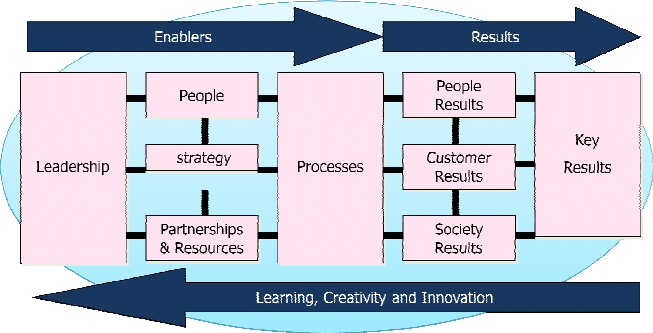 Enablers
Results
Leadership
People
strategy
Partnerships
& Resources
Processes
People
Results
Customer
Results
Society
Results
Key
Results
Learning, Creativity and Innovation